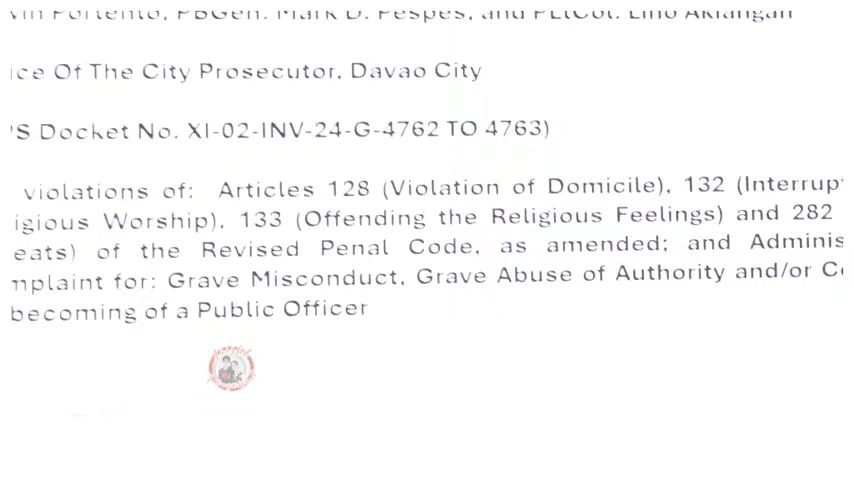 Portento, PBGen. Mark D. Pespes, and PLtCol. Lino
ice Of The City Prosecutor, Davao City
'S Docket No. XI-02-INV-24-G-4762 TO 4763)
violations of: Articles 128 (Violation of Domicile), 132 (Interrup
igious Worship), 133 (Offending the Religious Feelings) and 282
eats) of the Revised Penal Code, as amended; and Adminis
mplaint for: Grave Misconduct, Grave Abuse of Authority and/or Co
becoming of a Public Officer